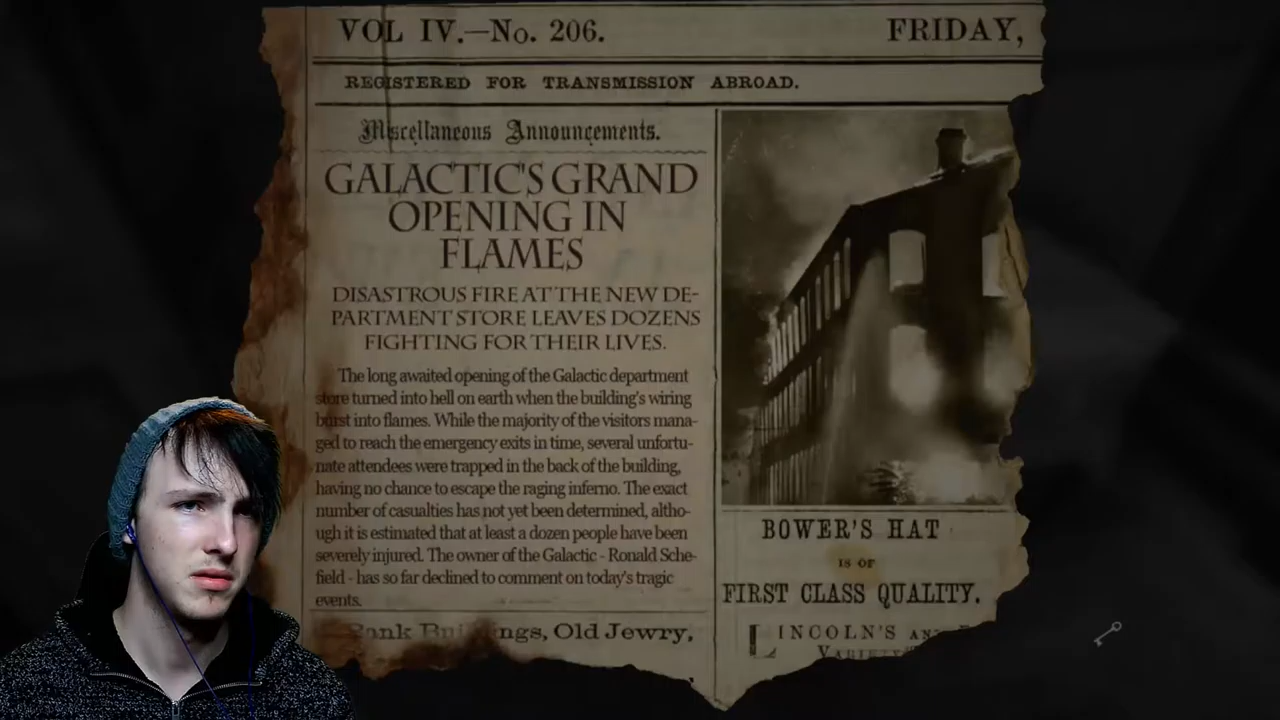 VOL IV.—No. 206.
FRIDAY,
REGISTERED FOR TRANSMISSION ABROAD.
Miscellaneous Announcements.
GALACTIC'S GRAND
OPENING IN
FLAMES
DISASTROUS FIRE AT THE NEW DE-
PARTMENT STORE LEAVES DOZENS
FIGHTING FOR THEIR LIVES.
The long awaited opening of the Galactic department
store turned into hell on earth when the building's wiring
burst into flames. While the majority of the visitors mana-
ged to reach the emergency exits in time, several unfortu-
nate attendees were trapped in the back of the building,
having no chance to escape the raging inferno. The exact
number of casualties has not yet been determined, altho-
ugh it is estimated that at least a dozen people have been
severely injured. The owner of the Galactic - Ronald Sche-
field - has so far declined to comment on today's tragic
events.
Bank Buildings, Old Jewry,
BOWER'S HAT
IS OF
FIRST CLASS QUALITY.
LINCOLN'S